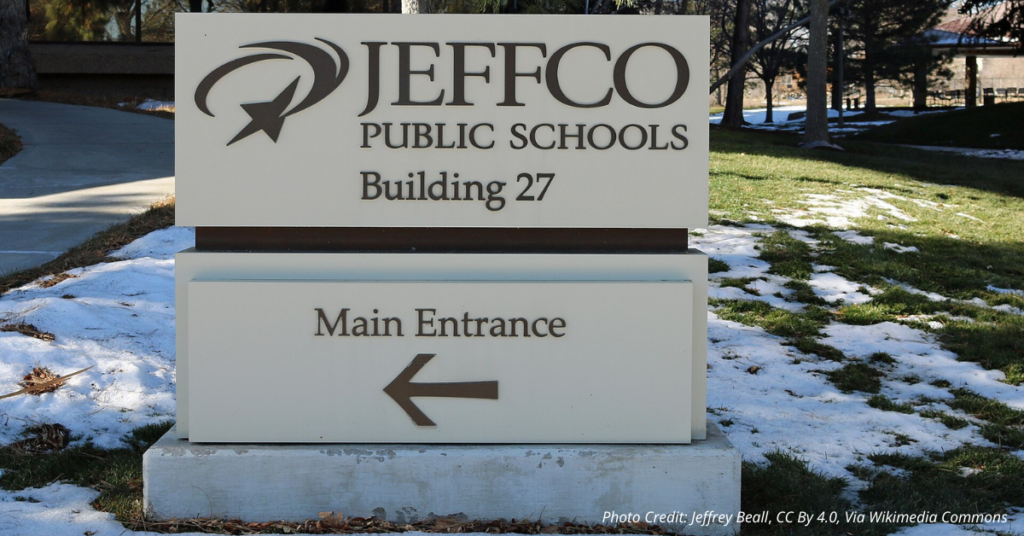 JEFFCO
PUBLIC SCHOOLS
Building 27
Main Entrance
Photo Credit: Jeffrey Beall, CC By 4.0, Via Wikimedia Commons